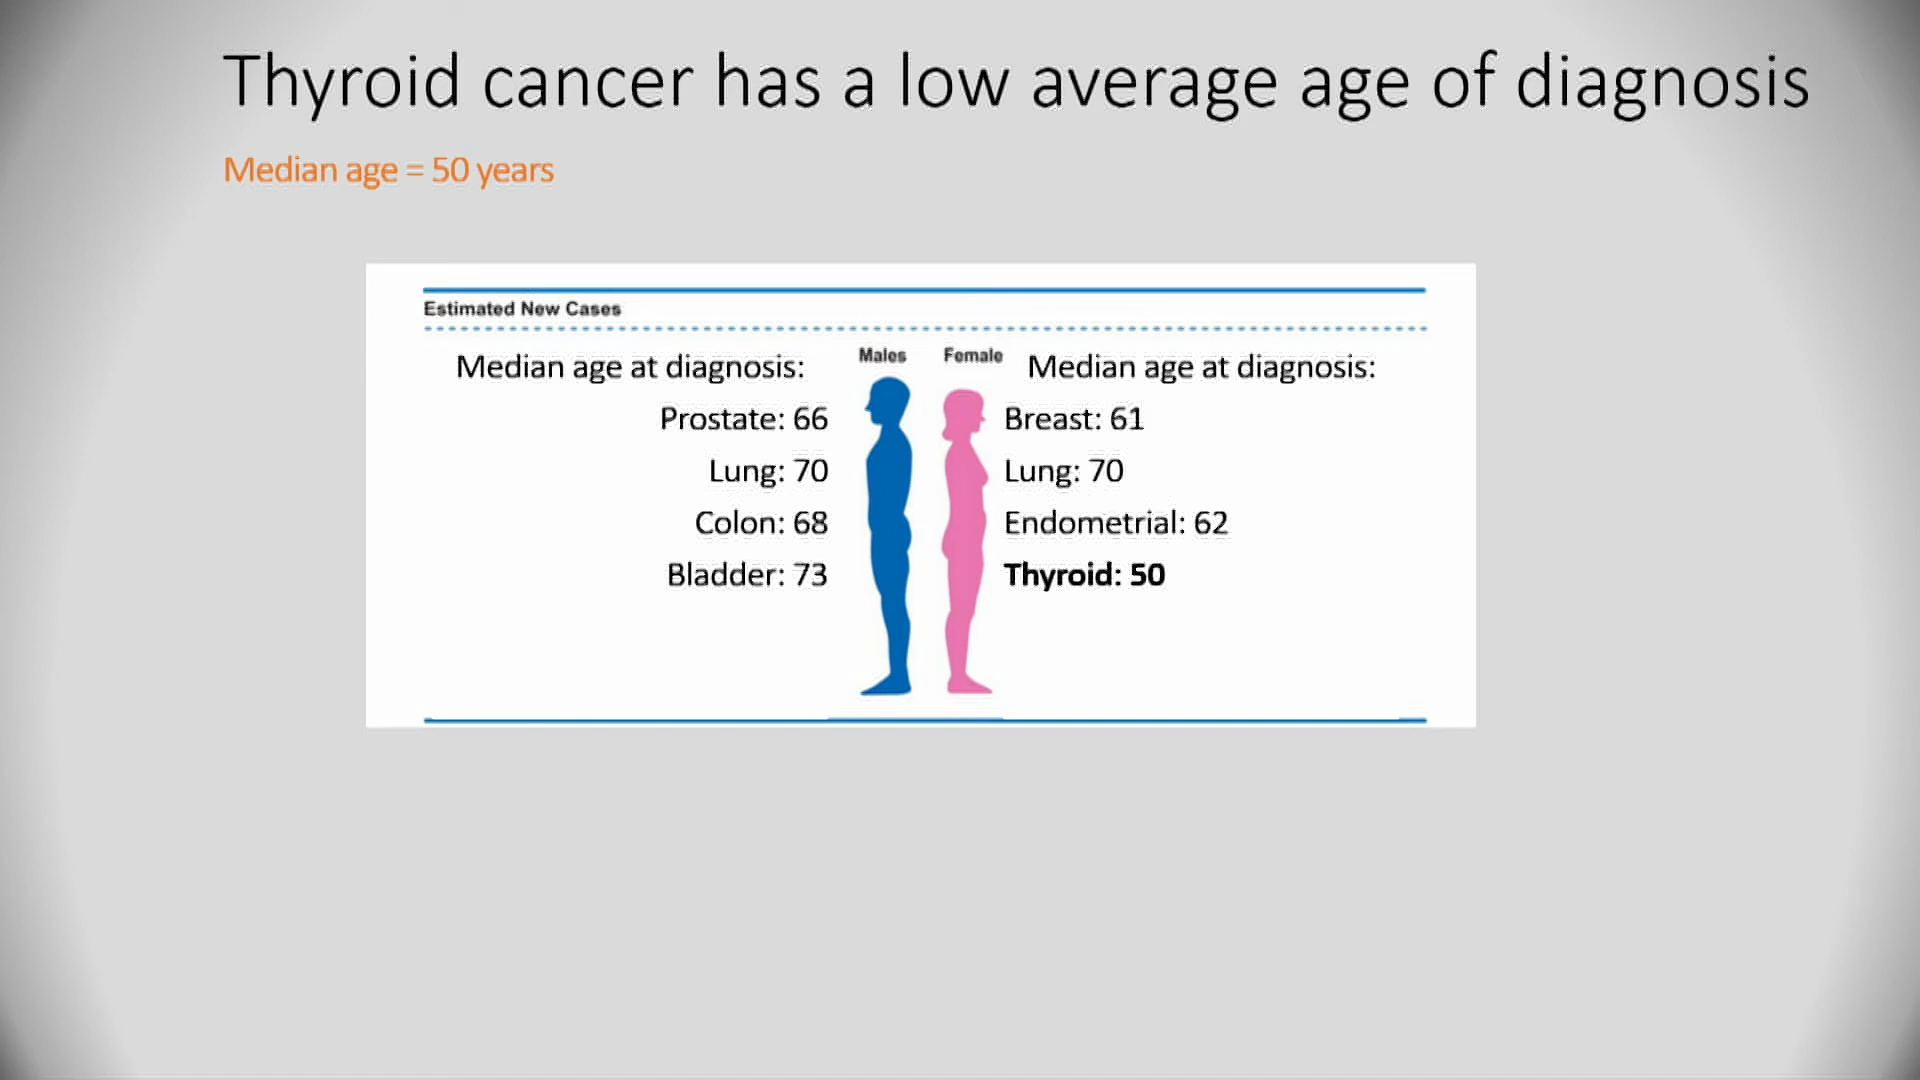 Thyroid cancer has a low average age of diagnosis
Median age = 50 years
Estimated New Cases
Males Female
Median age at diagnosis:
Prostate: 66
Lung: 70
Colon: 68
Bladder: 73
Median age at diagnosis:
Breast: 61
Lung: 70
Endometrial: 62
Thyroid: 50